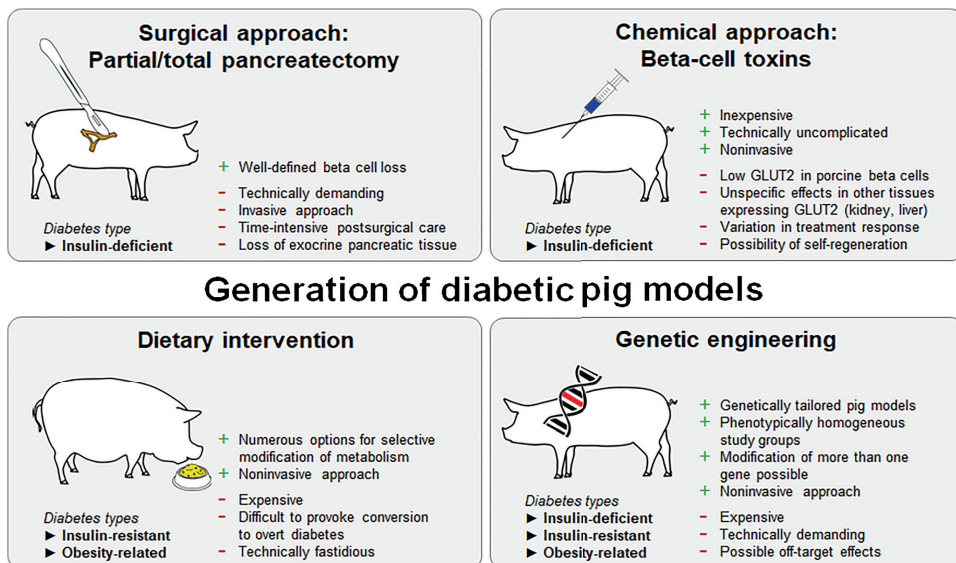 Surgical approach:
Partial/total pancreatectomy
+ Well-defined beta cell loss
- Technically demanding
- Invasive approach
- Time-intensive postsurgical care
- Loss of exocrine pancreatic tissue
Diabetes type
► Insulin-deficient
Chemical approach:
Beta-cell toxins
+ Inexpensive
+ Technically uncomplicated
+ Noninvasive
- Low GLUT2 in porcine beta cells
- Unspecific effects in other tissues
expressing GLUT2 (kidney, liver)
- Variation in treatment response
- Possibility of self-regeneration
Diabetes type
► Insulin-deficient
Generation of diabetic pig models
Dietary intervention
+ Numerous options for selective
modification of metabolism
+ Noninvasive approach
- Expensive
- Difficult to provoke conversion
to overt diabetes
- Technically fastidious
Diabetes types
► Insulin-resistant
► Obesity-related
Genetic engineering
+ Genetically tailored pig models
+ Phenotypically homogeneous
study groups
+ Modification of more than one
gene possible
+ Noninvasive approach
- Expensive
- Technically demanding
- Possible off-target effects
Diabetes types
► Insulin-deficient
► Insulin-resistant
► Obesity-related